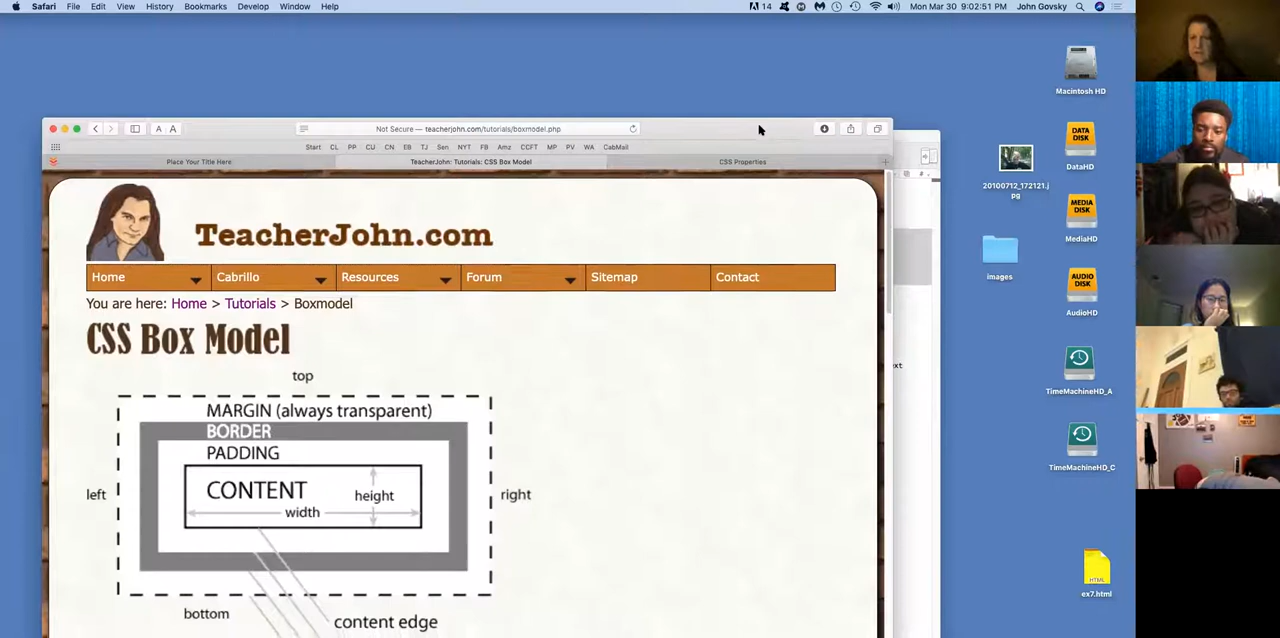 Safari File Edit View History Bookmarks Develop Window Help
14 Mon Mar 30 9:02:51 PM John Govsky
Not Secure — teacherjohn.com/tutorials/boxmodel.php
Start CL PP CU CN EB TJ Sen NYT FB Amz CCFT MP PV WA CabMail
Place Your Title Here TeacherJohn: Tutorials: CSS Box Model CSS Properties
TeacherJohn.com
Home Cabrillo Resources Forum Sitemap Contact
You are here: Home > Tutorials > Boxmodel
CSS Box Model
top
MARGIN (always transparent)
BORDER
PADDING
CONTENT
height
width
left
right
bottom
content edge
Macintosh HD
DATA DISK
DataHD
20100712_172121.j
pg
MEDIA DISK
MediaHD
images
AUDIO DISK
AudioHD
TimeMachineHD_A
TimeMachineHD_C
HTML
ex7.html